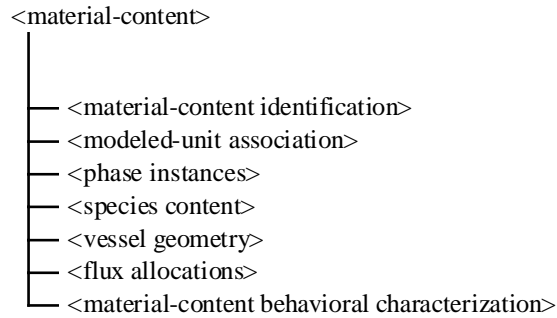 <material-content>
<material-content identification>
<modeled-unit association>
<phase instances>
<species content>
<vessel geometry>
<flux allocations>
<material-content behavioral characterization>